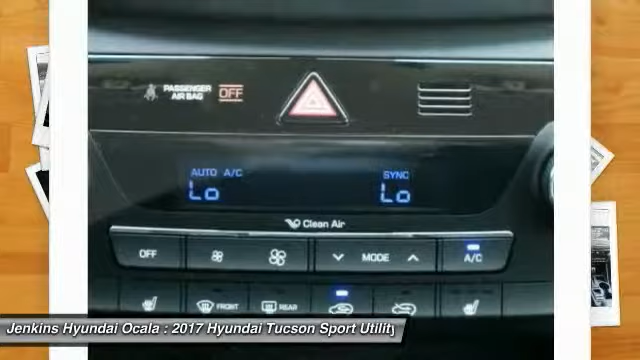 PASSENGER
AIR BAG OFF
AUTO A/C SYNC
Lo Lo
Clean Air
OFF MODE A/C
FRONT REAR
Jenkins Hyundai Ocala : 2017 Hyundai Tucson Sport Utility